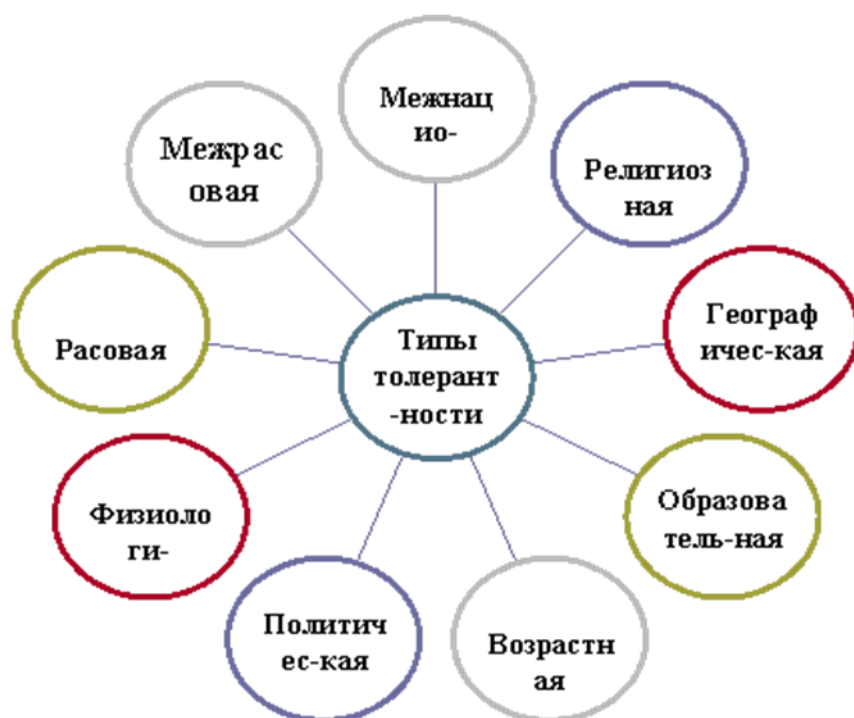 Межнац
ио-
Религиоз
ная
Географ
ичес-кая
Образова
тель-ная
Возрастн
ая
Политич
ес-кая
Физиоло
ги-
Расовая
Межрас
овая
Типы
толерант
-ности